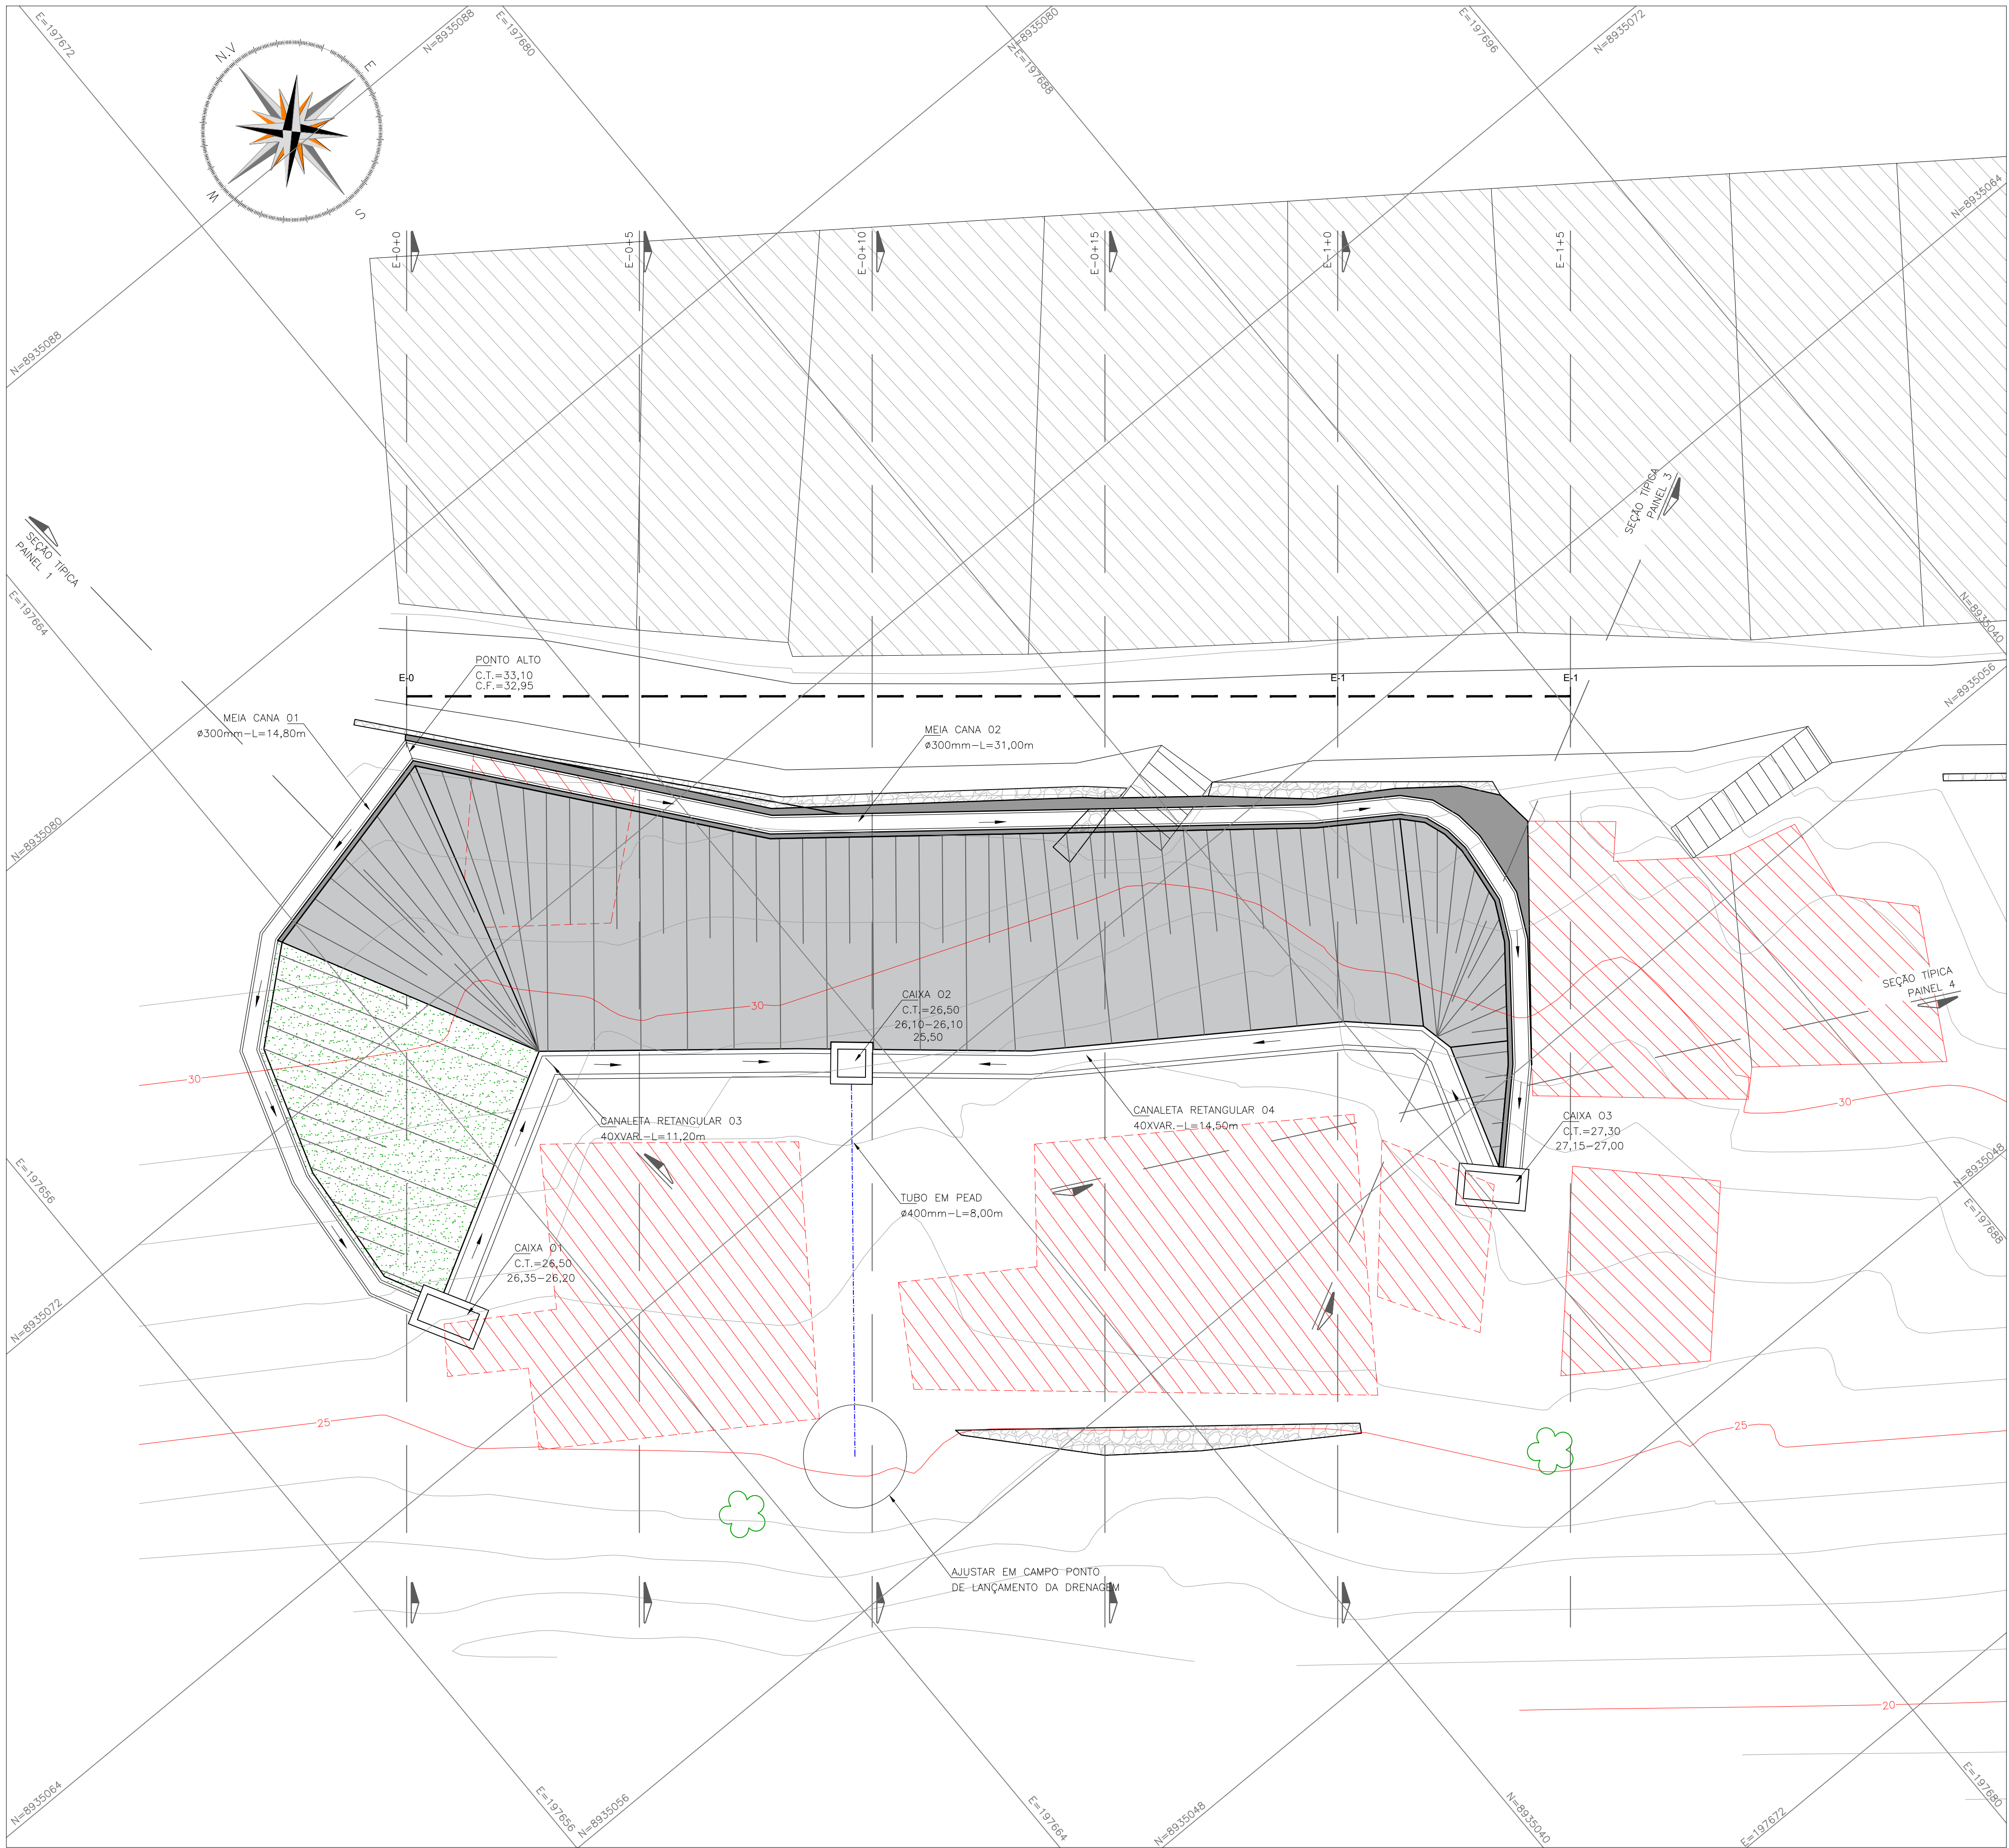 E=197672
N=8935088
E=197680
N=8935080
E=197688
E=197696
N=8935072
N.V
E
W
S
N=8935064
E-0+0
E-0+5
E-0+10
E-0+15
E-1+0
E-1+5
N=8935088
SEÇÃO TÍPICA
PAINEL 1
SEÇÃO TÍPICA
PAINEL 3
E=197664
N=8935040
PONTO ALTO
C.T.=33,10
C.F.=32,95
E-0
E-1
E-1
N=8935056
MEIA CANA 01
ø300mm-L=14,80m
MEIA CANA 02
ø300mm-L=31,00m
N=8935080
SEÇÃO TÍPICA
PAINEL 4
30
CAIXA 02
C.T.=26,50
26,10-26,10
25,50
30
30
CANALETA RETANGULAR 03
40XVAR.-L=11,20m
CANALETA RETANGULAR 04
40XVAR.-L=14,50m
CAIXA 03
C.T.=27,30
27,15-27,00
E=197656
N=8935048
E=197688
TUBO EM PEAD
ø400mm-L=8,00m
CAIXA 01
C.T.=26,50
26,35-26,20
N=8935072
25
25
AJUSTAR EM CAMPO PONTO
DE LANÇAMENTO DA DRENAGEM
20
N=8935064
E=197656
N=8935056
E=197664
N=8935048
N=8935040
E=197672
E=197680